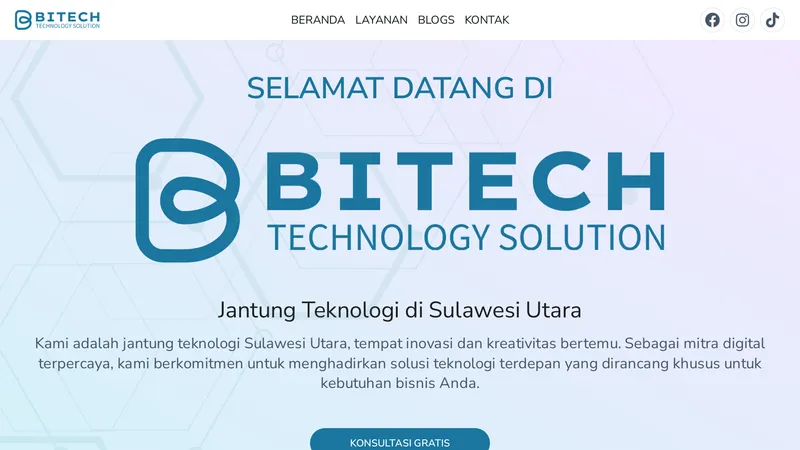 BITECH
TECHNOLOGY SOLUTION
BERANDA LAYANAN BLOGS KONTAK
SELAMAT DATANG DI
BITECH
TECHNOLOGY SOLUTION
Jantung Teknologi di Sulawesi Utara
Kami adalah jantung teknologi Sulawesi Utara, tempat inovasi dan kreativitas bertemu. Sebagai mitra digital
terpercaya, kami berkomitmen untuk menghadirkan solusi teknologi terdepan yang dirancang khusus untuk
kebutuhan bisnis Anda.
KONSULTASI GRATIS